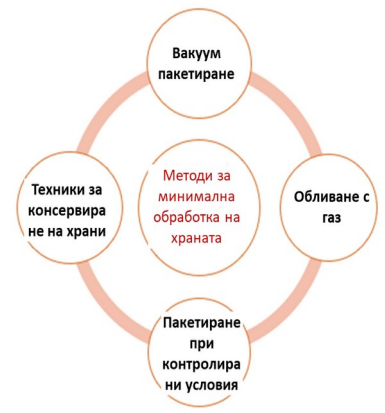 Вакуум
пакетиране
Техники за
консервира
не на храни
Методи за
минимална
обработка на
храната
Обливане с
газ
Пакетиране
при
контролира
ни условия